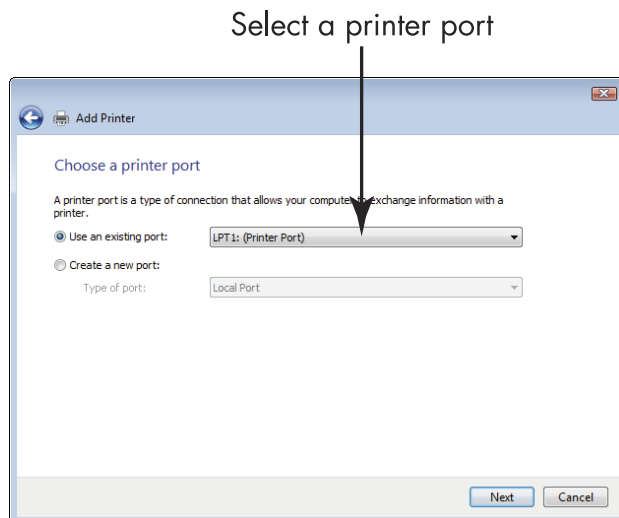 Select a printer port
Add Printer
Choose a printer port
A printer port is a type of connection that allows your computer to exchange information with a
printer.
Use an existing port: LPT1: (Printer Port)
Create a new port:
Type of port: Local Port
Next Cancel